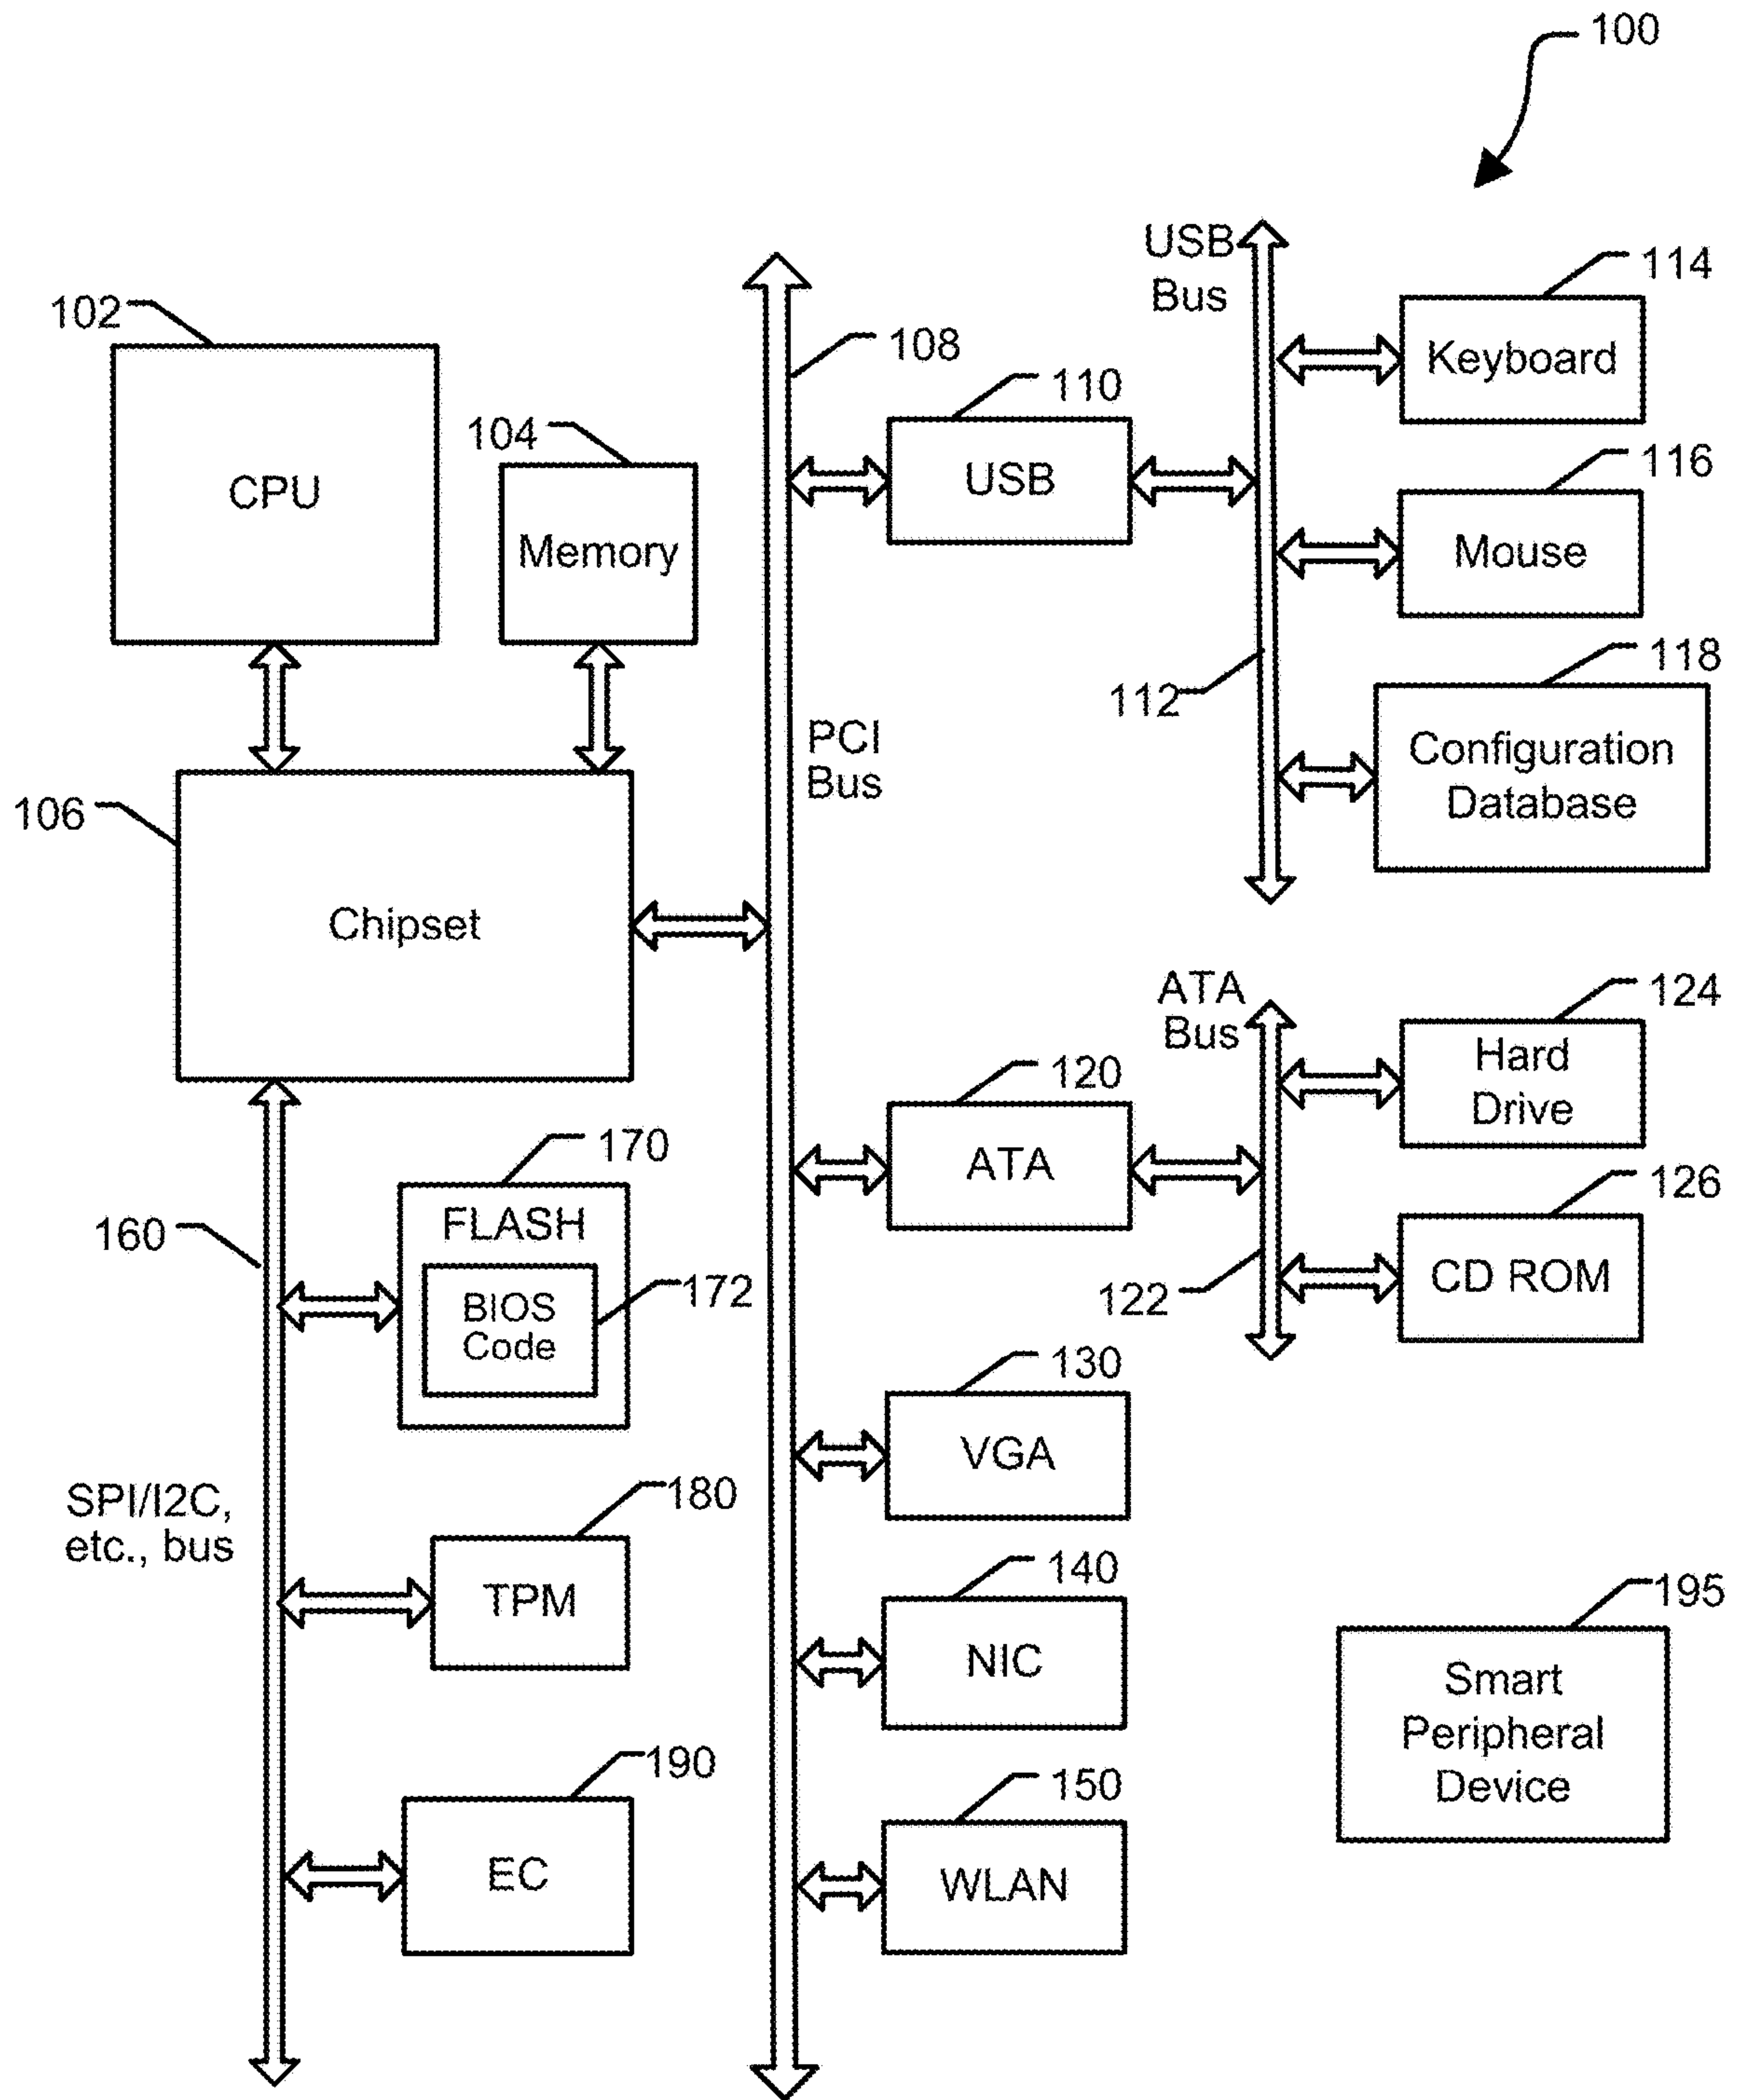 100
USB
Bus
114
Keyboard
102
CPU
108
110
USB
104
Memory
116
Mouse
112
118
Configuration
Database
PCI
Bus
106
Chipset
ATA
Bus
124
Hard
Drive
120
ATA
126
CD ROM
122
170
FLASH
160
172
BIOS
Code
130
VGA
SPI/I2C,
etc., bus
180
TPM
140
NIC
195
Smart
Peripheral
Device
190
EC
150
WLAN